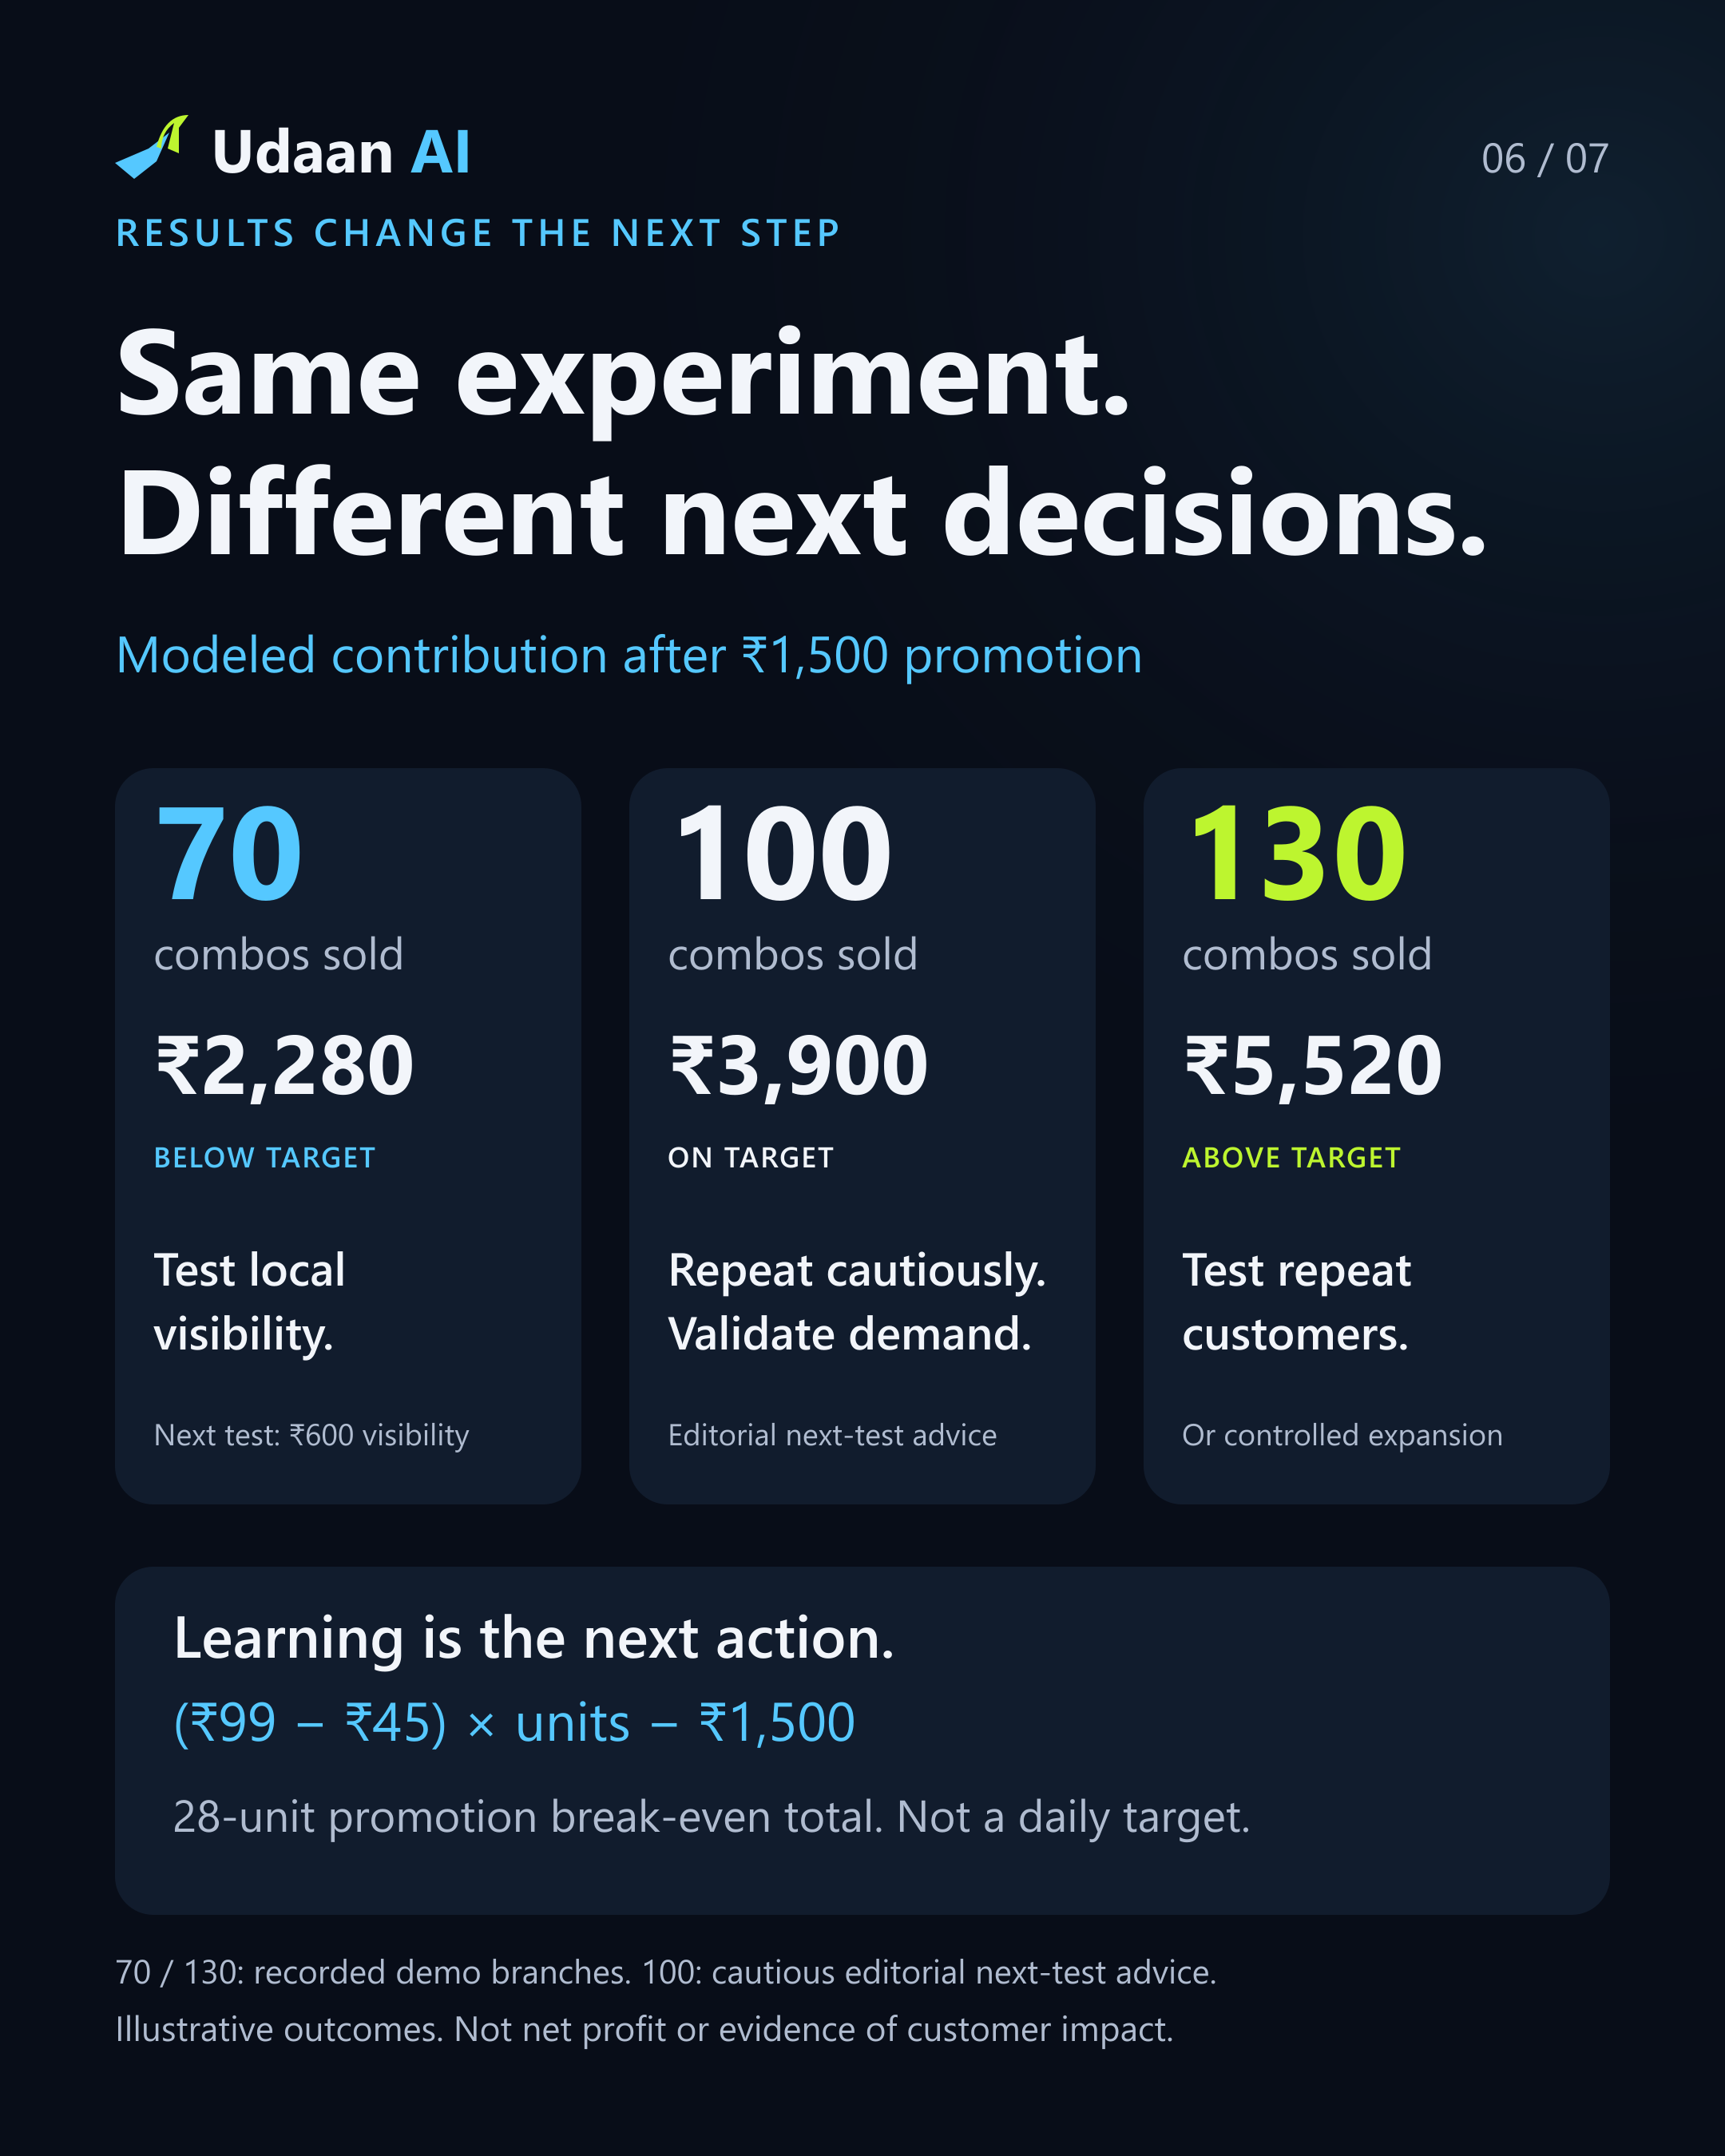 Udaan AI
06 / 07
RESULTS CHANGE THE NEXT STEP
Same experiment.
Different next decisions.
Modeled contribution after ₹1,500 promotion
70
combos sold
₹2,280
BELOW TARGET
Test local
visibility.
Next test: ₹600 visibility
100
combos sold
₹3,900
ON TARGET
Repeat cautiously.
Validate demand.
Editorial next-test advice
130
combos sold
₹5,520
ABOVE TARGET
Test repeat
customers.
Or controlled expansion
Learning is the next action.
(₹99 − ₹45) × units − ₹1,500
28-unit promotion break-even total. Not a daily target.
70 / 130: recorded demo branches. 100: cautious editorial next-test advice.
Illustrative outcomes. Not net profit or evidence of customer impact.